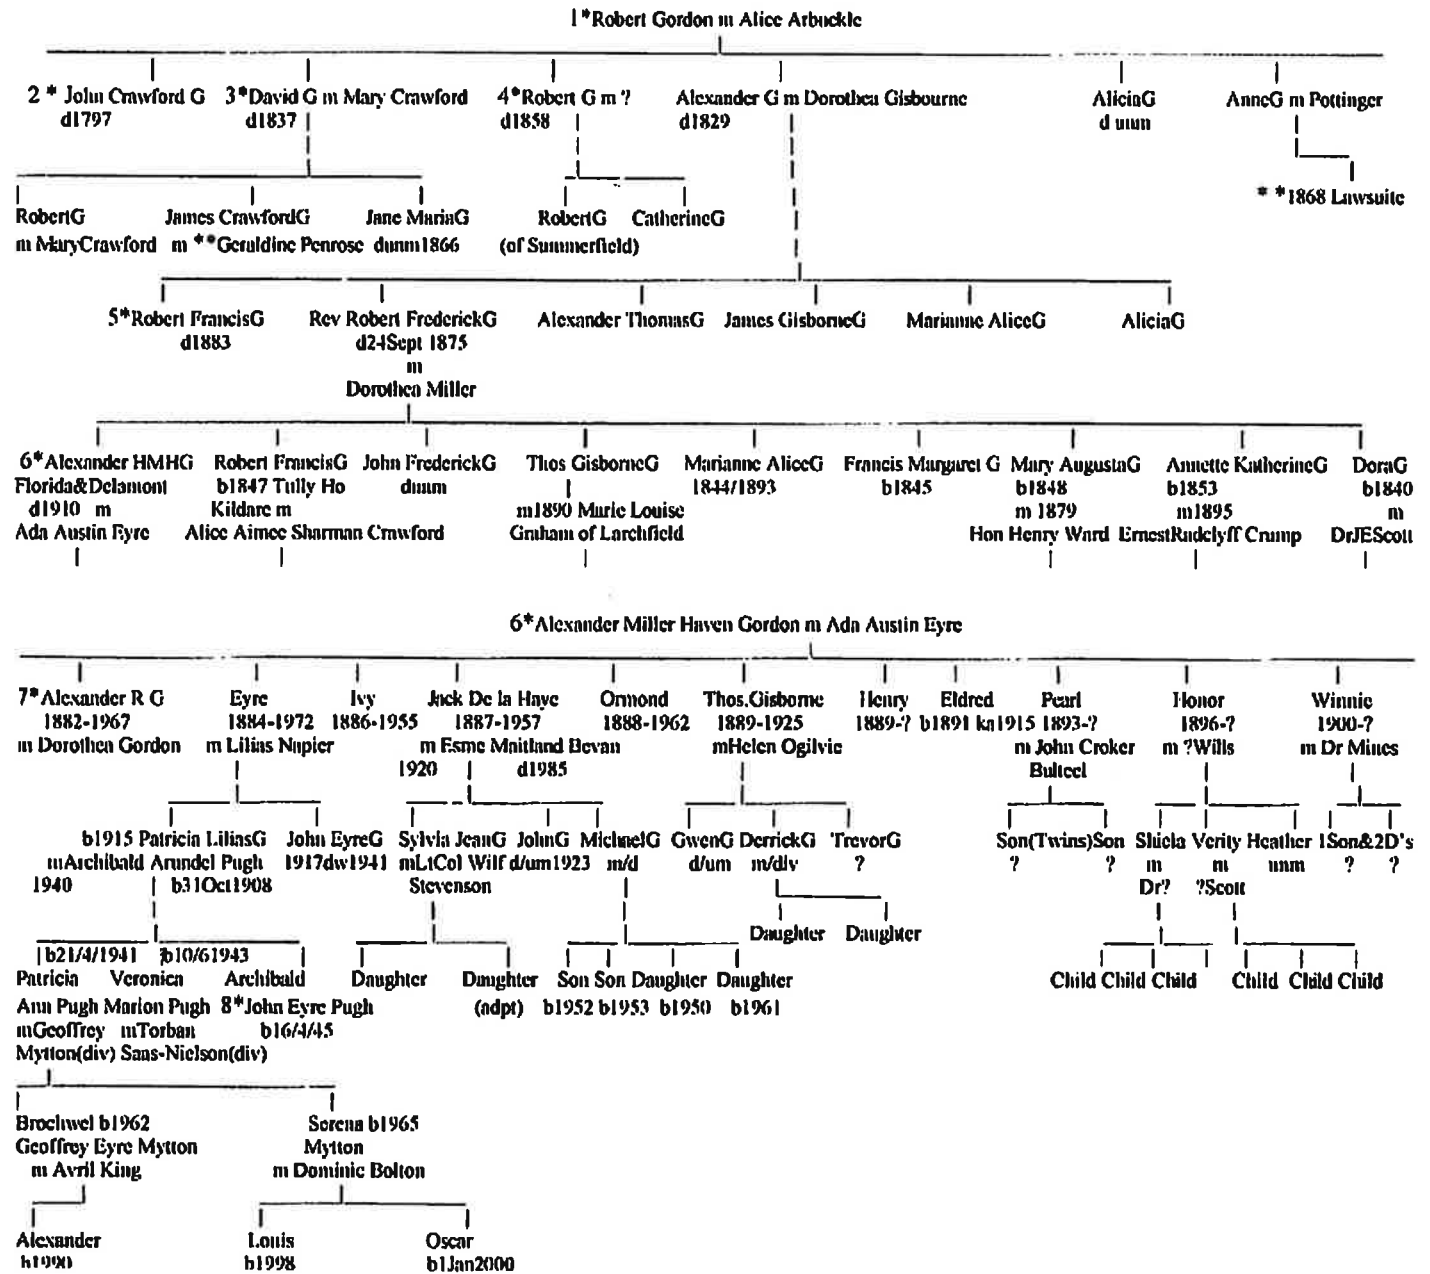 1*Robert Gordon m Alice Arbuckle
2 * John Crawford G 3*David G m Mary Crawford 4*Robert G m ? Alexander G m Dorothea Gisbourne AliciaG AnneG m Pottinger
d1797 d1837 d1858 d1829 d unm
* *1868 Lawsuite
RobertG James CrawfordG Jane MariaG RobertG CatherineG
m MaryCrawford m **Geraldine Penrose dunm1866 (of Summerfield)
5*Robert FrancisG Rev Robert FrederickG Alexander ThomasG James GisborneG Marianne AliceG AliciaG
d1883 d24Sept 1875
m
Dorothea Miller
6*Alexander HMHG Robert FrancisG John FrederickG Thos GisborneG Marianne AliceG Francis Margaret G Mary AugustaG Annette KatherineG DoraG
Florida&Delamont b1847 Tully Ho dunm 1844/1893 b1845 b1848 b1853 b1840
d1910 m Kildare m m1890 Marie Louise m 1879 m1895 m
Ada Austin Eyre Alice Aimee Sharman Crawford Graham of Larchfield Hon Henry Ward ErnestRadclyff Crump DrJEScott
6*Alexander Miller Haven Gordon m Ada Austin Eyre
7*Alexander R G Eyre Ivy Jack De la Haye Ormond Thos.Gisborne Henry Eldred Pearl Honor Winnie
1882-1967 1884-1972 1886-1955 1887-1957 1888-1962 1889-1925 1889-? b1891 ka1915 1893-? 1896-? 1900-?
m Dorothea Gordon m Lilias Napier m Esme Maitland Bevan mHelen Ogilvie m John Croker m ?Wills m Dr Mines
1920 d1985 Bulteel
b1915 Patricia LiliasG John EyreG Sylvia JeanG JohnG MichaelG GwenG DerrickG TrevorG Son(Twins)Son Shiela Verity Heather 1Son&2D's
mArchibald Arundel Pugh 1917dw1941 mLtCol Wilf d/um1923 m/d d/um m/div ? ? ? m m unm ? ?
1940 b31Oct1908 Stevenson Dr? ?Scott
Daughter Daughter
b21/4/1941 b10/61943
Patricia Veronica Archibald Daughter Daughter Son Son Daughter Daughter Child Child Child Child Child Child
Ann Pugh Marion Pugh 8*John Eyre Pugh (adpt) b1952 b1953 b1950 b1961
mGeoffrey mTorban b16/4/45
Mytton(div) Saas-Nielson(div)
Brochwel b1962 Serena b1965
Geoffrey Eyre Mytton Mytton
m Avril King m Dominic Bolton
Alexander Louis Oscar
b1990 b1998 b1Jan2000